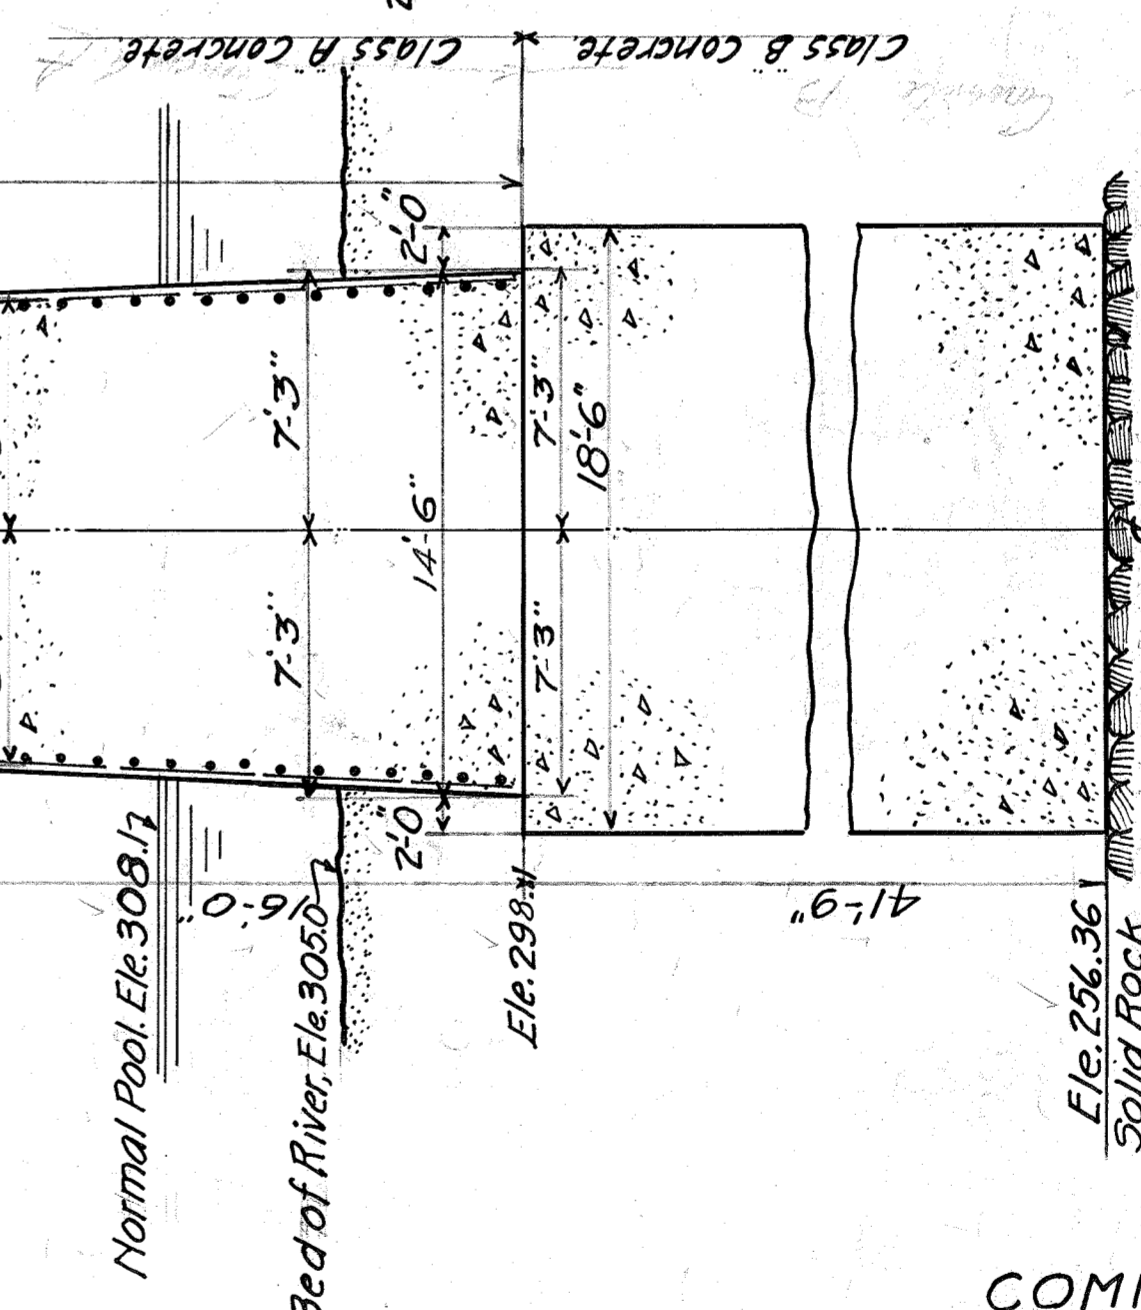 Class "A" Concrete.
Class "B" Concrete.
2'-0"
7'-3"
7'-3"
14'-6"
7'-3"
18'-6"
7'-3"
2'-0"
Normal Pool. Ele. 308.17
16'-0"
Bed of River, Ele. 305.0
Ele. 298.11
41'-9"
Ele. 256.36
Solid Rock